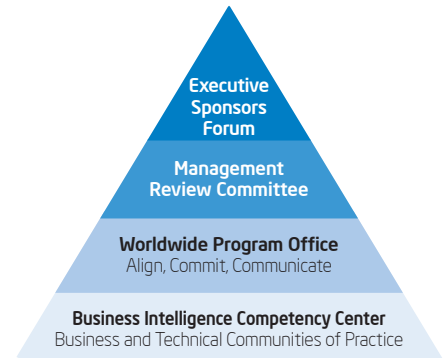 Executive
Sponsors
Forum
Management
Review Committee
Worldwide Program Office
Align, Commit, Communicate
Business Intelligence Competency Center
Business and Technical Communities of Practice